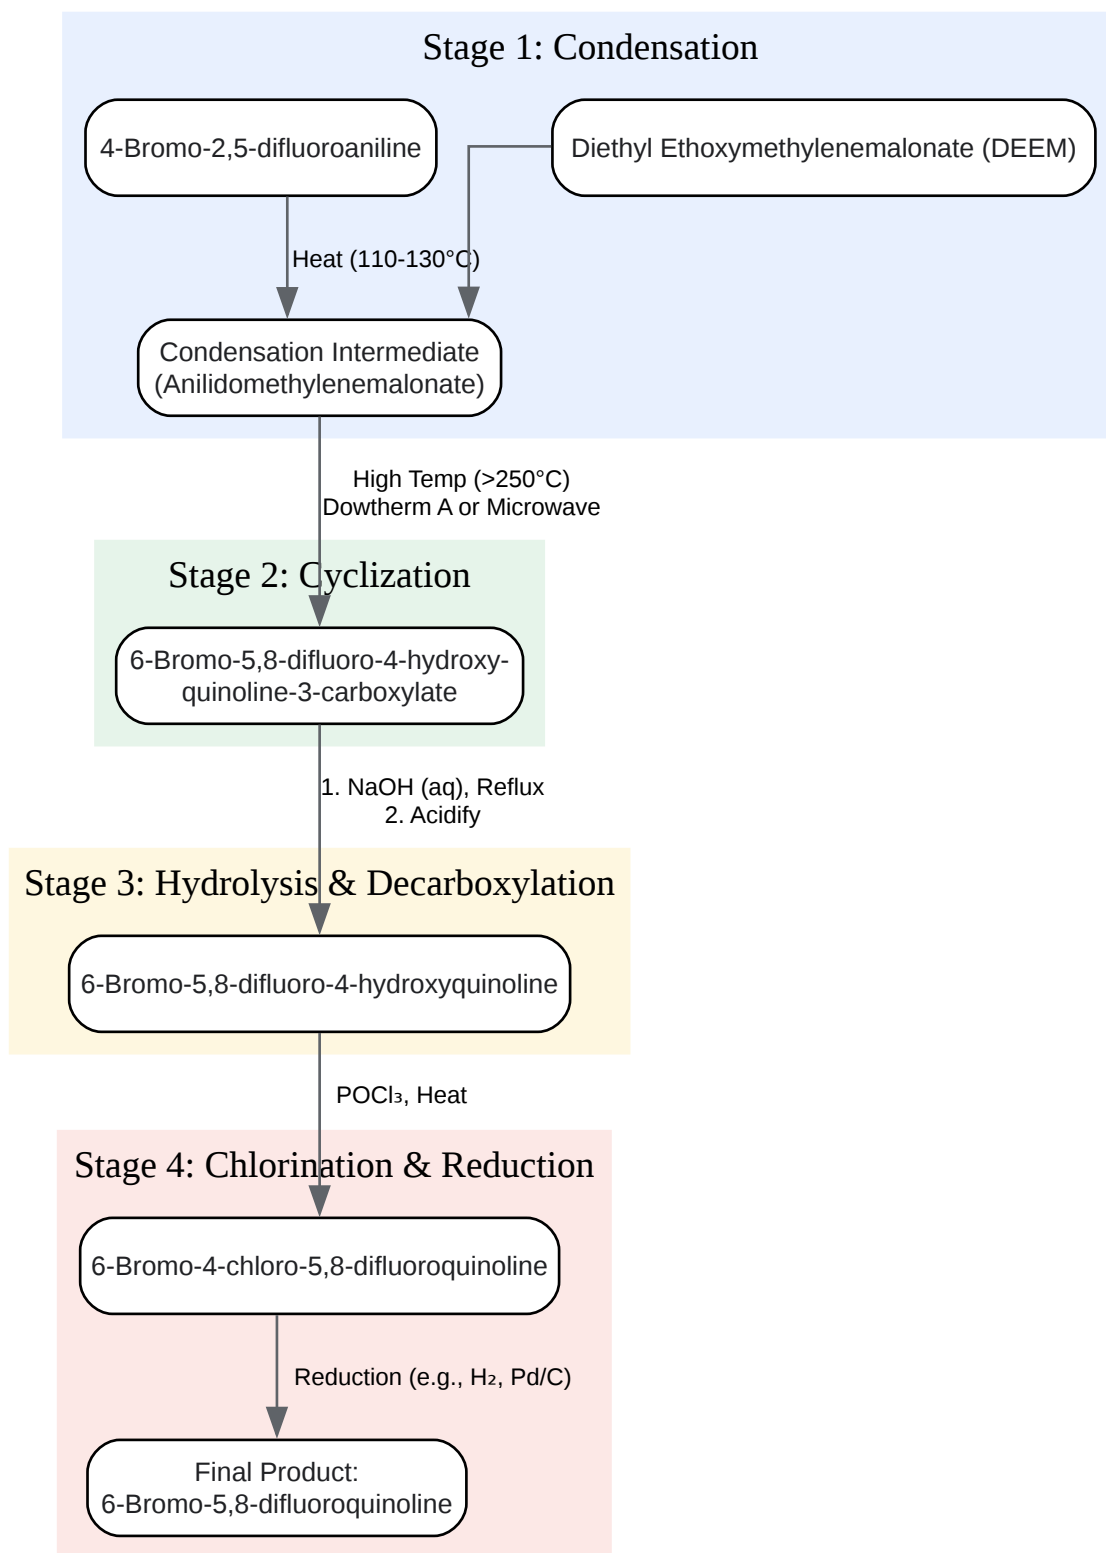 Stage 1: Condensation
4-Bromo-2,5-difluoroaniline
Diethyl Ethoxymethylenemalonate (DEEM)
Heat (110-130°C)
Condensation Intermediate
(Anilidomethylenemalonate)
High Temp (>250°C)
Dowtherm A or Microwave
Stage 2: Cyclization
6-Bromo-5,8-difluoro-4-hydroxy-
quinoline-3-carboxylate
1. NaOH (aq), Reflux
2. Acidify
Stage 3: Hydrolysis & Decarboxylation
6-Bromo-5,8-difluoro-4-hydroxyquinoline
POCl₃, Heat
Stage 4: Chlorination & Reduction
6-Bromo-4-chloro-5,8-difluoroquinoline
Reduction (e.g., H₂, Pd/C)
Final Product:
6-Bromo-5,8-difluoroquinoline